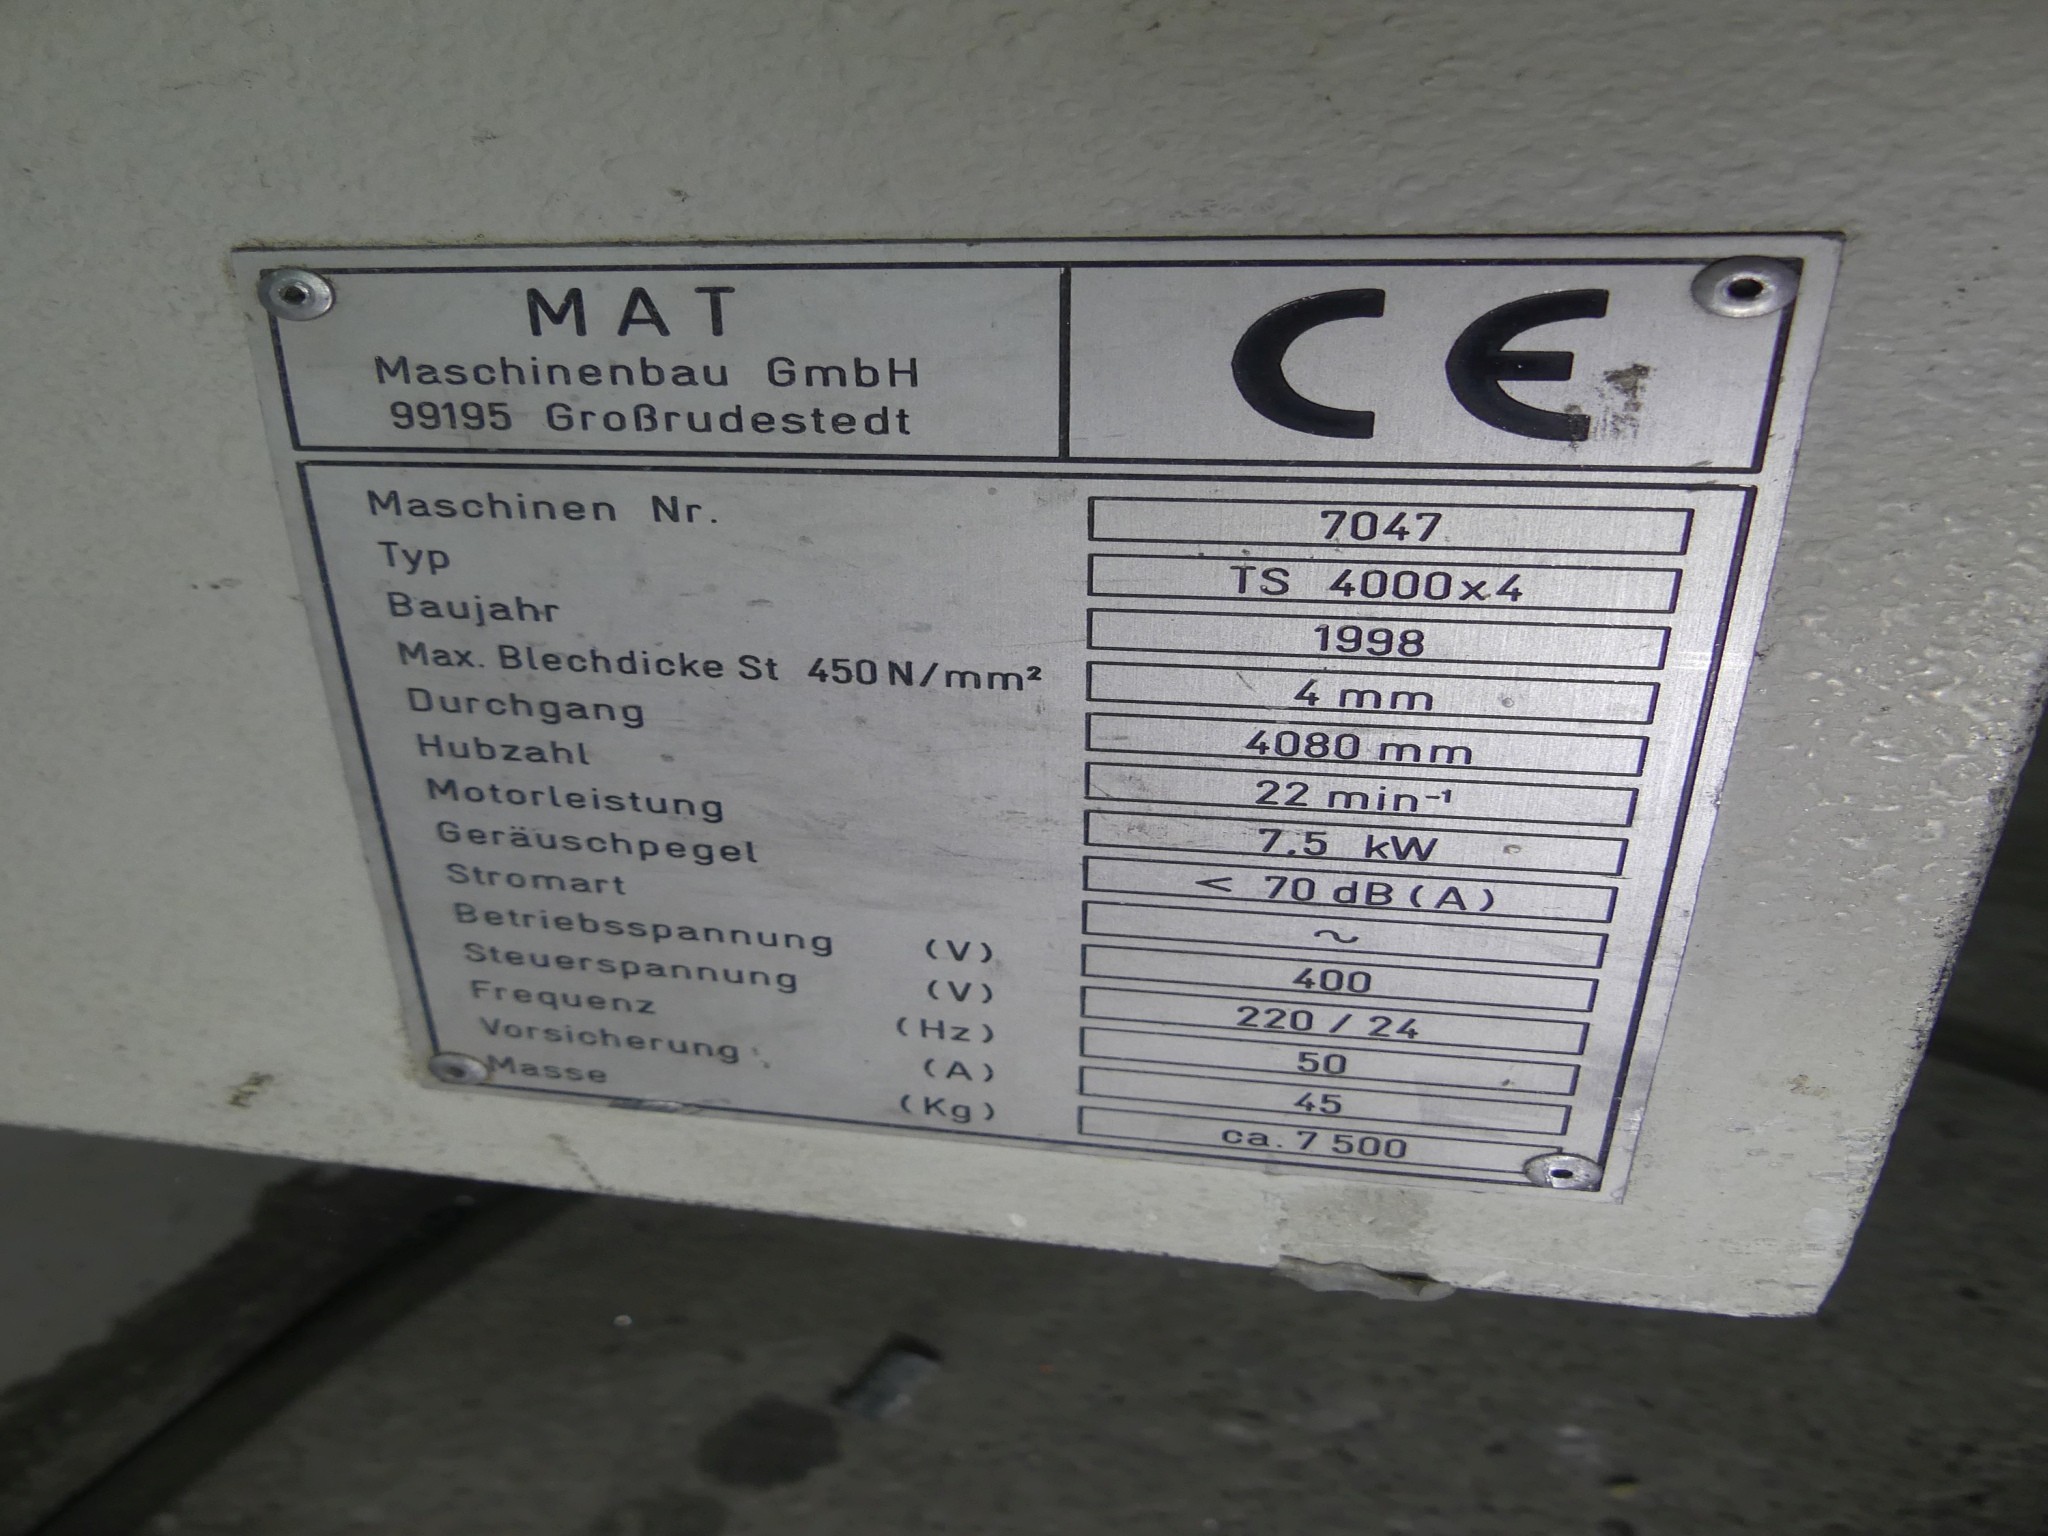 MAT
Maschinenbau GmbH
99195 Großrudestedt
CE
Maschinen Nr. 7047
Typ TS 4000x4
Baujahr 1998
Max. Blechdicke St 450 N/mm² 4 mm
Durchgang 4080 mm
Hubzahl 22 min⁻¹
Motorleistung 7.5 kW
Geräuschpegel < 70 dB (A)
Stromart ~
Betriebsspannung (V) 400
Steuerspannung (V) 220 / 24
Frequenz (Hz) 50
Vorsicherung (A) 45
Masse (Kg) ca. 7 500